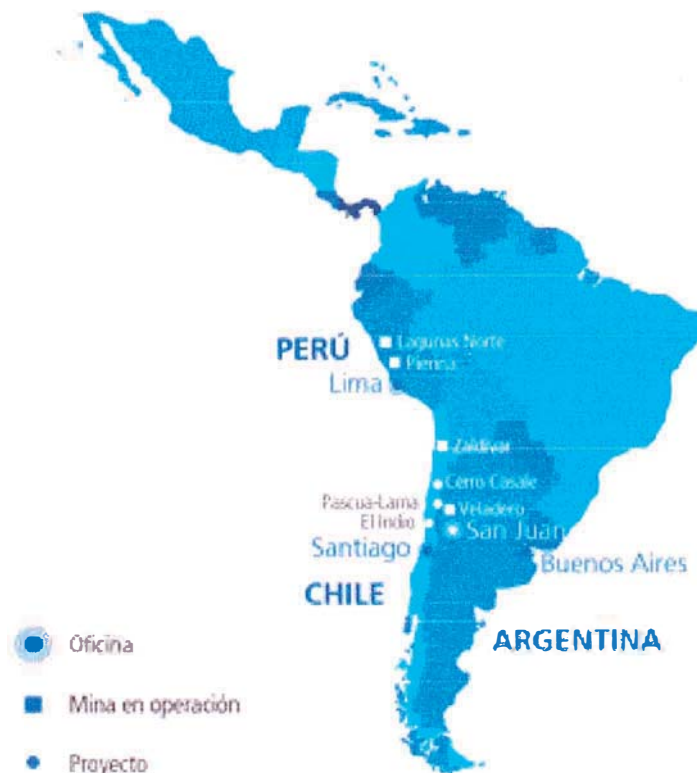 PERÚ
Lagunas Norte
Pierina
Lima
Zaldívar
Cerro Casale
Pascua-Lama
Veladero
El Indio
San Juan
Santiago
Buenos Aires
CHILE
ARGENTINA
Oficina
Mina en operación
Proyecto